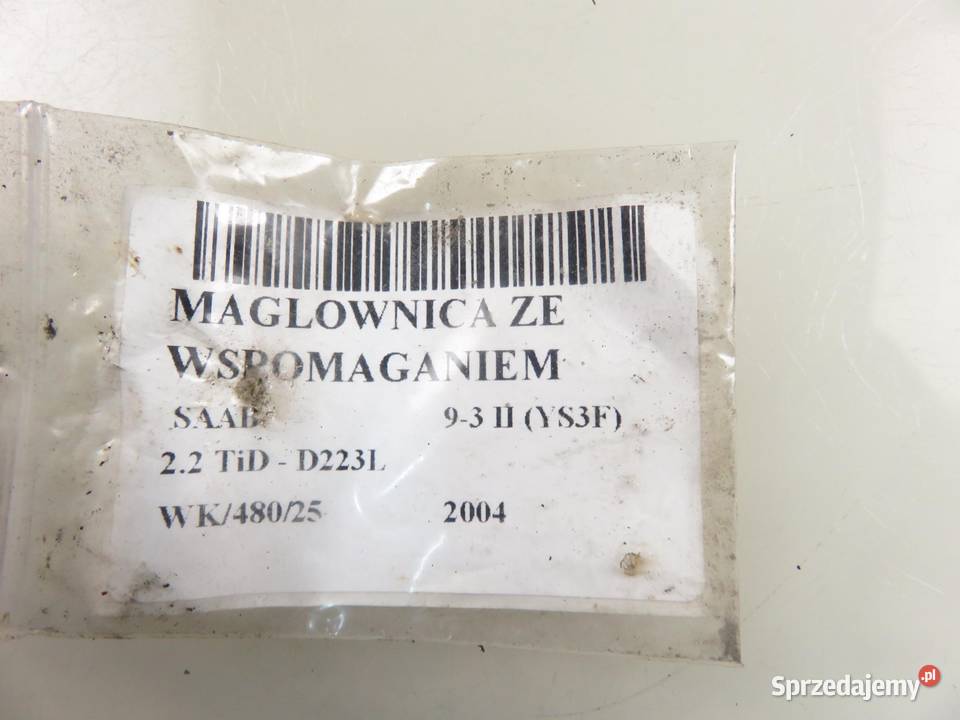 MAGLOWNICA ZE
WSPOMAGANIEM
SAAB 9-3 II (YS3F)
2.2 TiD - D223L
WK/480/25 2004
Sprzedajemy.pl